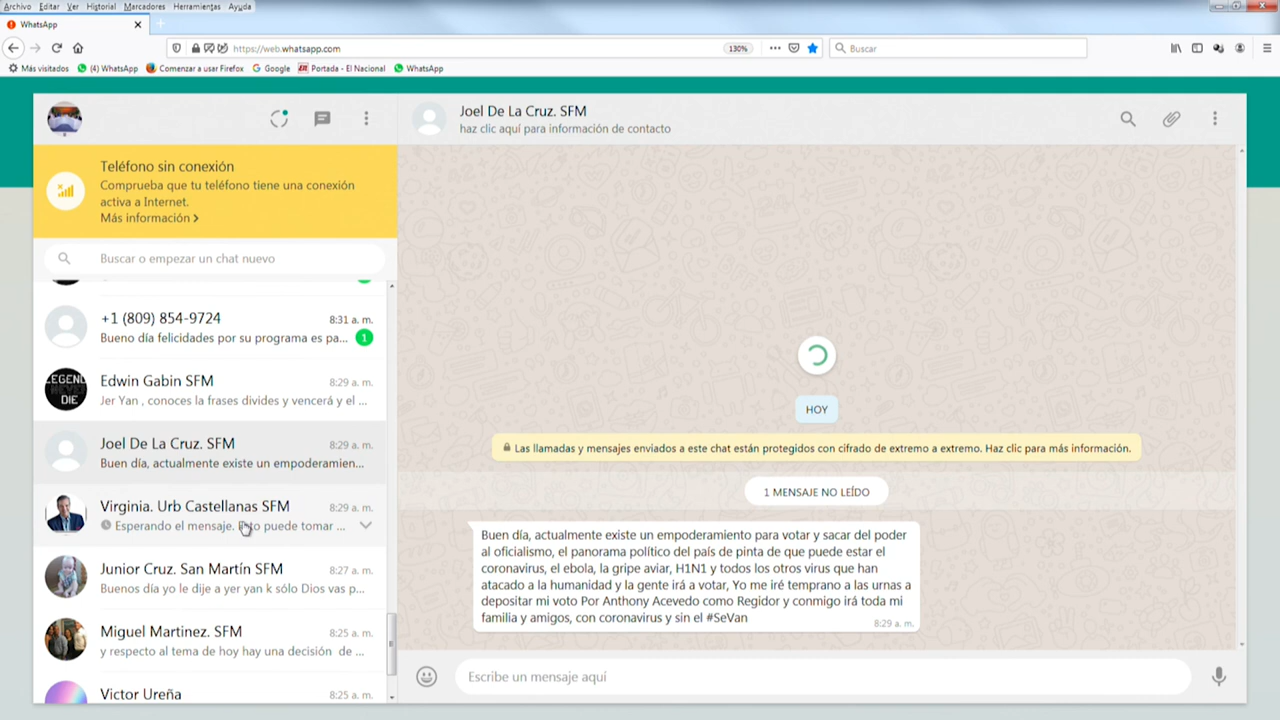 Archivo Editar Ver Historial Marcadores Herramientas Ayuda
WhatsApp
https://web.whatsapp.com
130%
Buscar
Más visitados
(4) WhatsApp
Comenzar a usar Firefox
Google
Portada - El Nacional
WhatsApp
Joel De La Cruz. SFM
haz clic aquí para información de contacto
Teléfono sin conexión
Comprueba que tu teléfono tiene una conexión
activa a Internet.
Más información
Buscar o empezar un chat nuevo
+1 (809) 854-9724
8:31 a. m.
Bueno día felicidades por su programa es pa...
1
LEGEND
NEVER
DIE
Edwin Gabin SFM
8:29 a. m.
Jer Yan , conoces la frases divides y vencerá y el ...
Joel De La Cruz. SFM
8:29 a. m.
Buen día, actualmente existe un empoderamien...
Virginia. Urb Castellanas SFM
8:29 a. m.
Esperando el mensaje. Esto puede tomar ...
Junior Cruz. San Martín SFM
8:27 a. m.
Buenos día yo le dije a yer yan k sólo Dios vas p...
Miguel Martinez. SFM
8:25 a. m.
y respecto al tema de hoy hay una decisión de ...
Victor Ureña
8:25 a. m.
HOY
Las llamadas y mensajes enviados a este chat están protegidos con cifrado de extremo a extremo. Haz clic para más información.
1 MENSAJE NO LEÍDO
Buen día, actualmente existe un empoderamiento para votar y sacar del poder
al oficialismo, el panorama político del país de pinta de que puede estar el
coronavirus, el ebola, la gripe aviar, H1N1 y todos los otros virus que han
atacado a la humanidad y la gente irá a votar, Yo me iré temprano a las urnas a
depositar mi voto Por Anthony Acevedo como Regidor y conmigo irá toda mi
familia y amigos, con coronavirus y sin el #SeVan
8:29 a. m.
Escribe un mensaje aquí